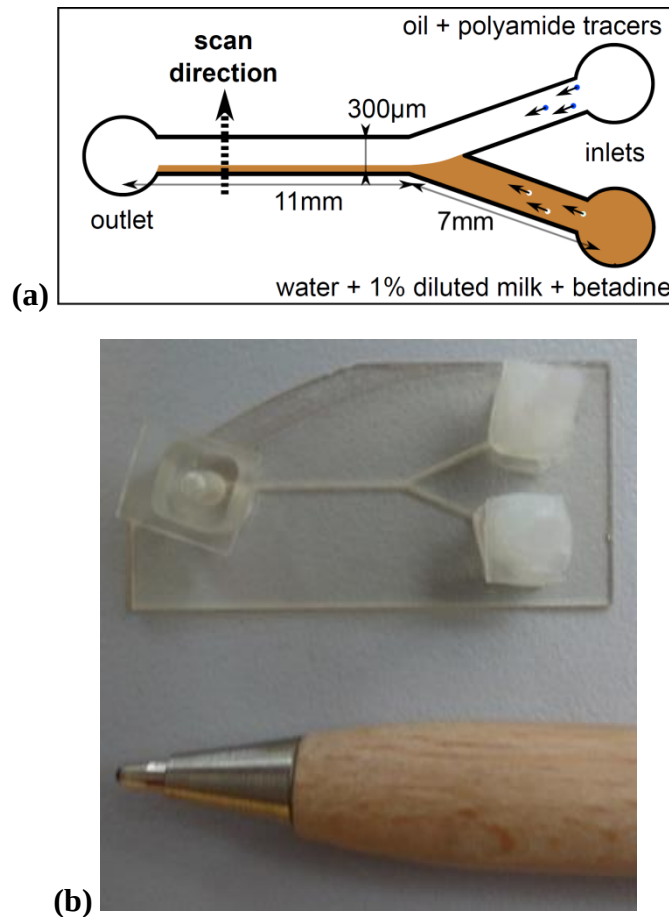 oil + polyamide tracers
scan
direction
300μm
inlets
11mm
outlet
7mm
(a)
water + 1% diluted milk + betadine
(b)